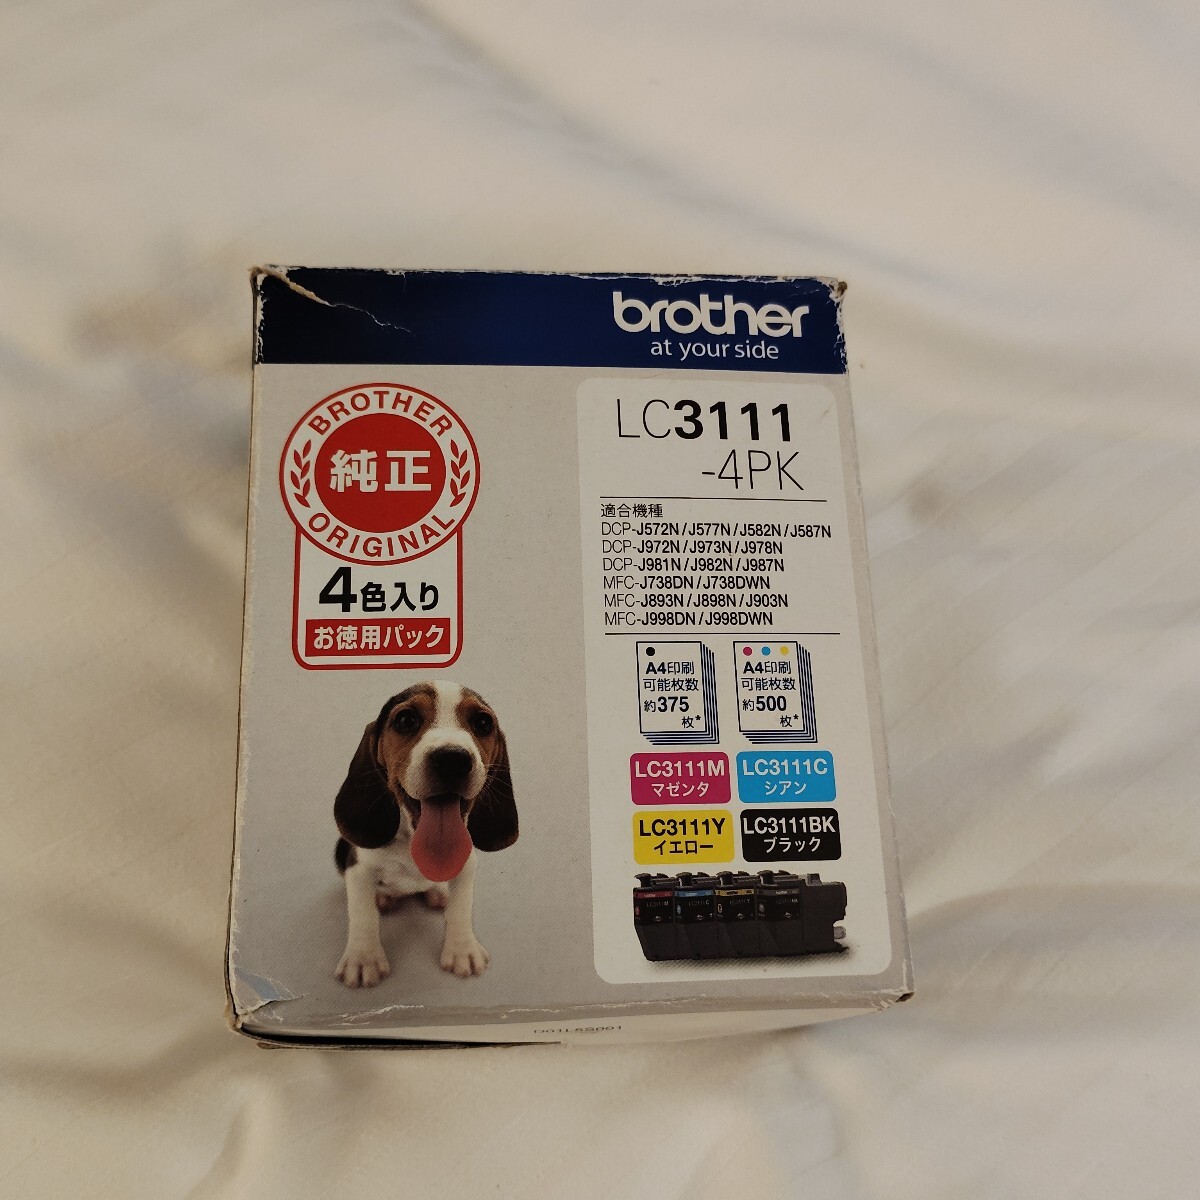 brother
at your side
BROTHER
純正
ORIGINAL
4色入り
お徳用パック
LC3111
-4PK
適合機種
DCP-J572N/J577N/J582N/J587N
DCP-J972N/J973N/J978N
DCP-J981N/J982N/J987N
MFC-J738DN/J738DWN
MFC-J893N/J898N/J903N
MFC-J998DN/J998DWN
A4印刷
可能枚数
約375
枚*
A4印刷
可能枚数
約500
枚*
LC3111M
マゼンタ
LC3111C
シアン
LC3111Y
イエロー
LC3111BK
ブラック